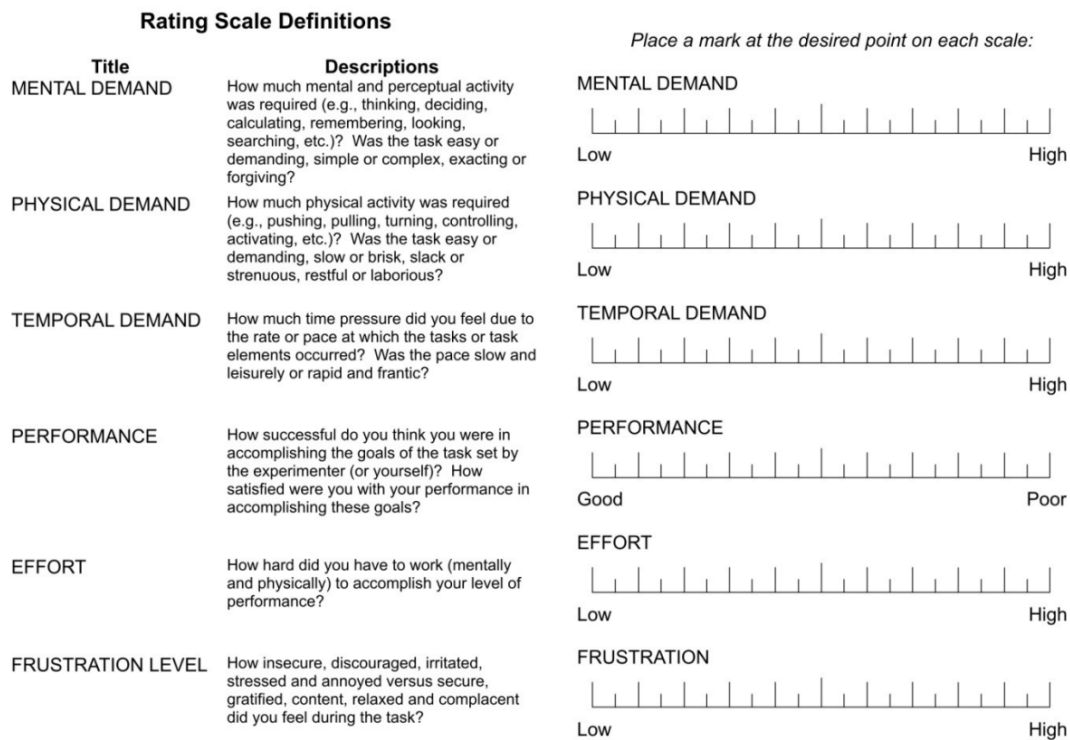 Rating Scale Definitions
Title
Descriptions
MENTAL DEMAND
How much mental and perceptual activity
was required (e.g., thinking, deciding,
calculating, remembering, looking,
searching, etc.)? Was the task easy or
demanding, simple or complex, exacting or
forgiving?
PHYSICAL DEMAND
How much physical activity was required
(e.g., pushing, pulling, turning, controlling,
activating, etc.)? Was the task easy or
demanding, slow or brisk, slack or
strenuous, restful or laborious?
TEMPORAL DEMAND
How much time pressure did you feel due to
the rate or pace at which the tasks or task
elements occurred? Was the pace slow and
leisurely or rapid and frantic?
PERFORMANCE
How successful do you think you were in
accomplishing the goals of the task set by
the experimenter (or yourself)? How
satisfied were you with your performance in
accomplishing these goals?
EFFORT
How hard did you have to work (mentally
and physically) to accomplish your level of
performance?
FRUSTRATION LEVEL
How insecure, discouraged, irritated,
stressed and annoyed versus secure,
gratified, content, relaxed and complacent
did you feel during the task?
Place a mark at the desired point on each scale:
MENTAL DEMAND
Low High
PHYSICAL DEMAND
Low High
TEMPORAL DEMAND
Low High
PERFORMANCE
Good Poor
EFFORT
Low High
FRUSTRATION
Low High